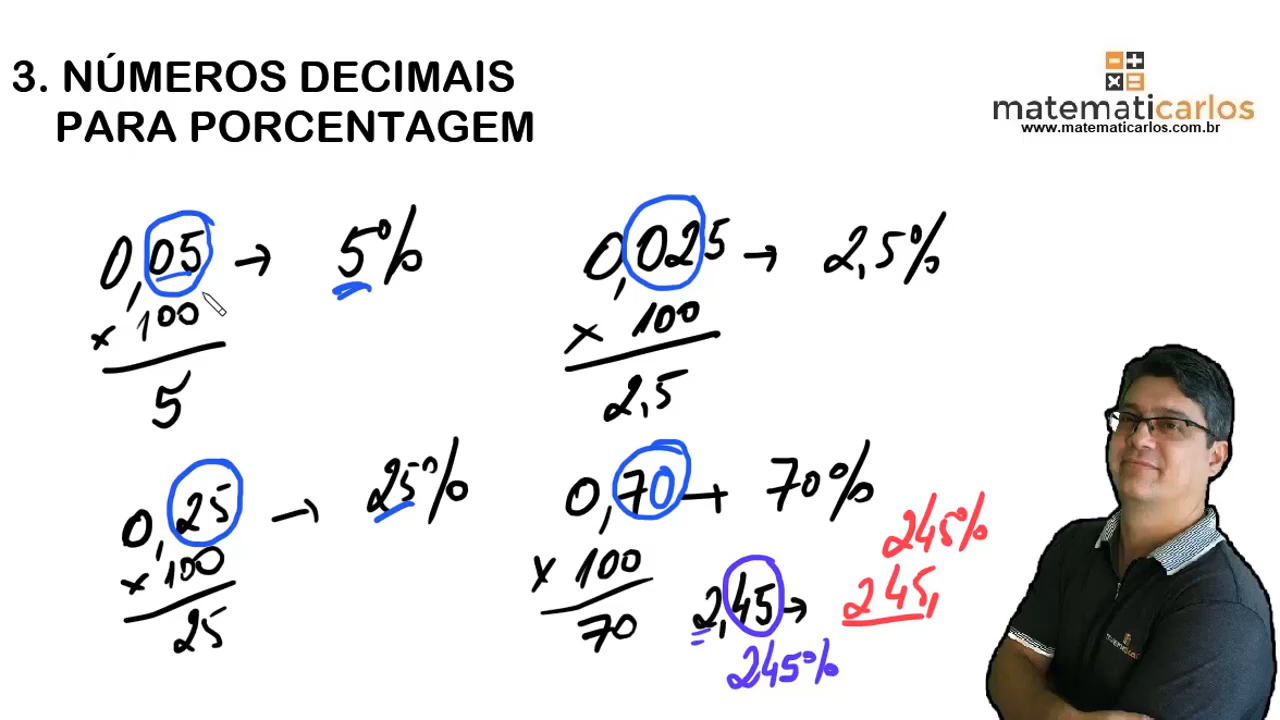 3. NÚMEROS DECIMAIS
PARA PORCENTAGEM
matematicarlos
www.matematicarlos.com.br
0,05 → 5%
× 100
5
0,025 → 2,5%
× 100
2,5
0,25 → 25%
× 100
25
0,70 → 70%
× 100
70
2,45 → 245,
245%
245%
matematicarlos